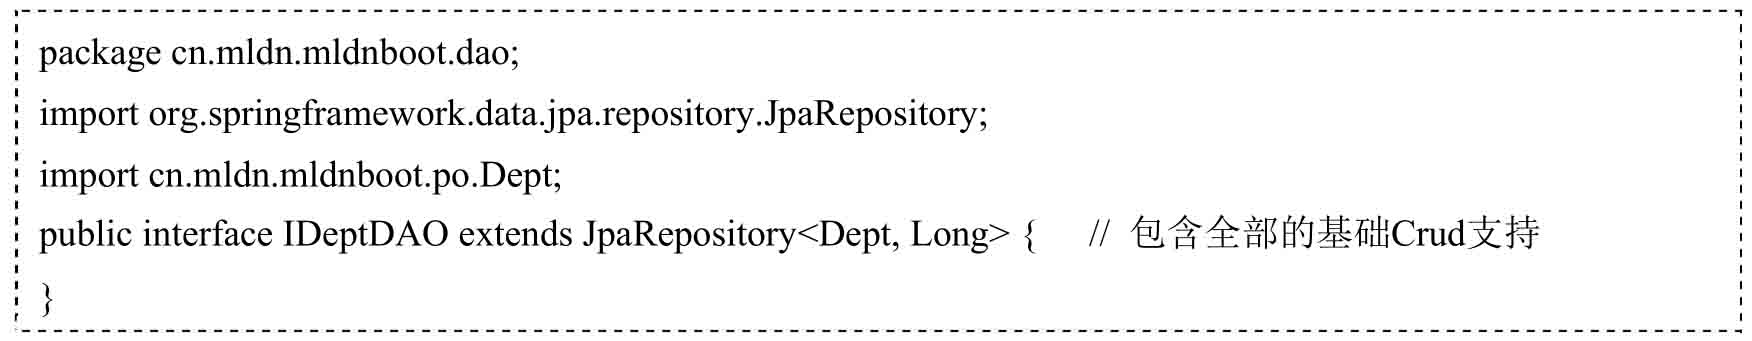 package cn.mldn.mldnboot.dao;
import org.springframework.data.jpa.repository.JpaRepository;
import cn.mldn.mldnboot.po.Dept;
public interface IDeptDAO extends JpaRepository<Dept, Long> { // 包含全部的基础Crud支持
}